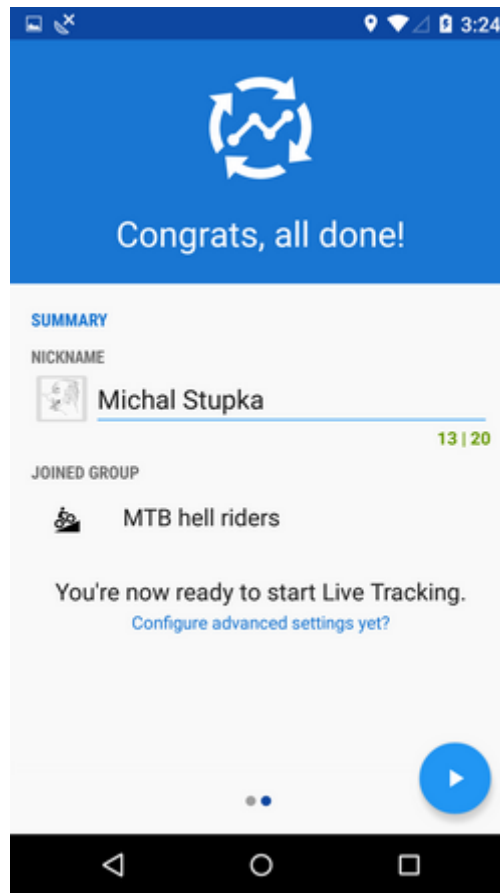 3:24
Congrats, all done!
SUMMARY
NICKNAME
Michal Stupka
13 | 20
JOINED GROUP
MTB hell riders
You're now ready to start Live Tracking.
Configure advanced settings yet?